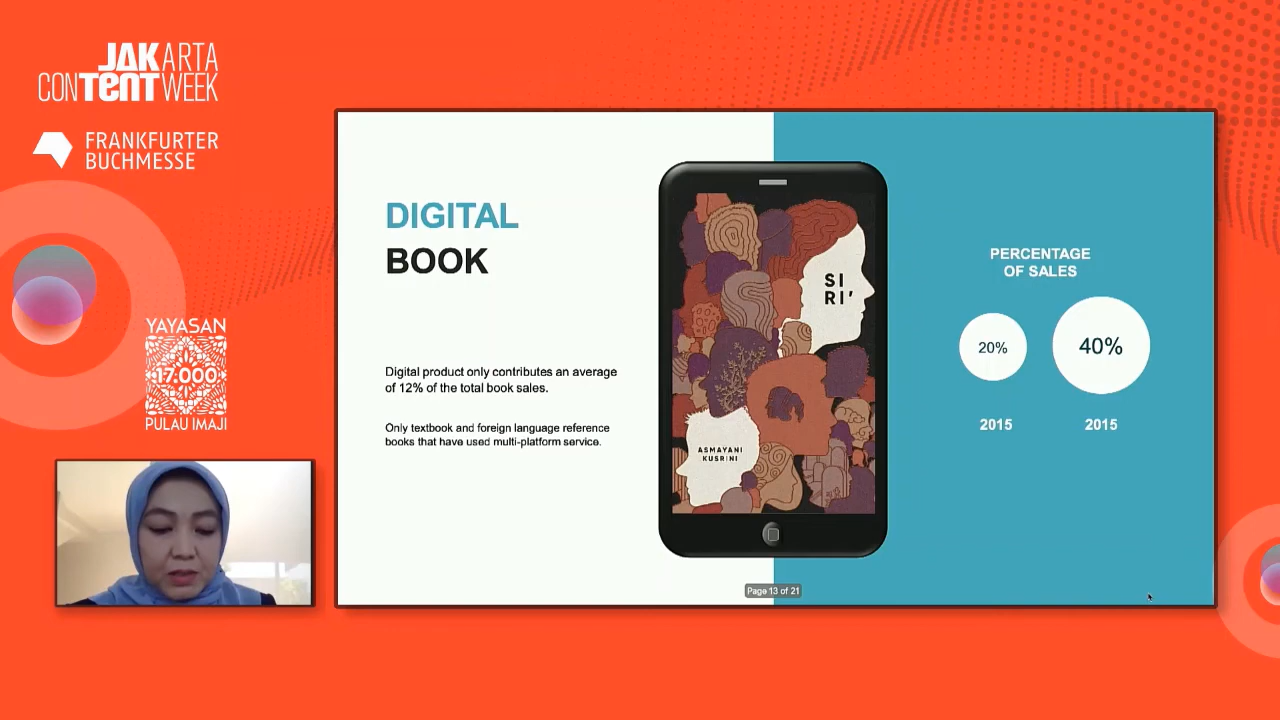 JAKARTA
CONTENT WEEK
FRANKFURTER
BUCHMESSE
YAYASAN
17.000
PULAU IMAJI
DIGITAL
BOOK
Digital product only contributes an average
of 12% of the total book sales.
Only textbook and foreign language reference
books that have used multi-platform service.
SI
RI'
ASMAYANI
KUSRINI
PERCENTAGE
OF SALES
20%
40%
2015
2015
Page 13 of 21